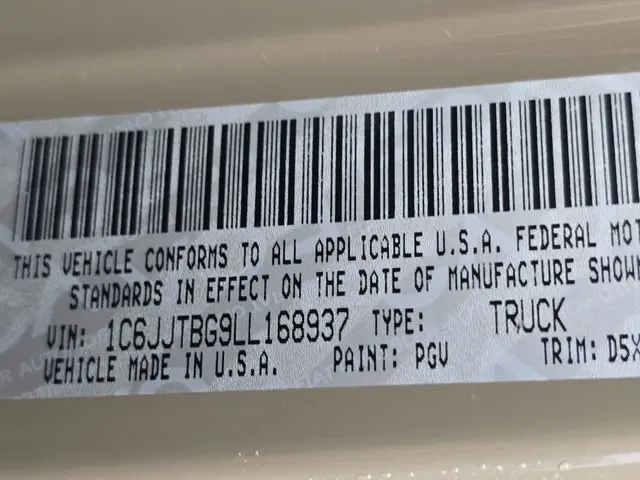 THIS VEHICLE CONFORMS TO ALL APPLICABLE U.S.A. FEDERAL MOT
STANDARDS IN EFFECT ON THE DATE OF MANUFACTURE SHOWN
VIN: 1C6JJTBG9LL168937 TYPE: TRUCK
VEHICLE MADE IN U.S.A. PAINT: PGV TRIM: D5X